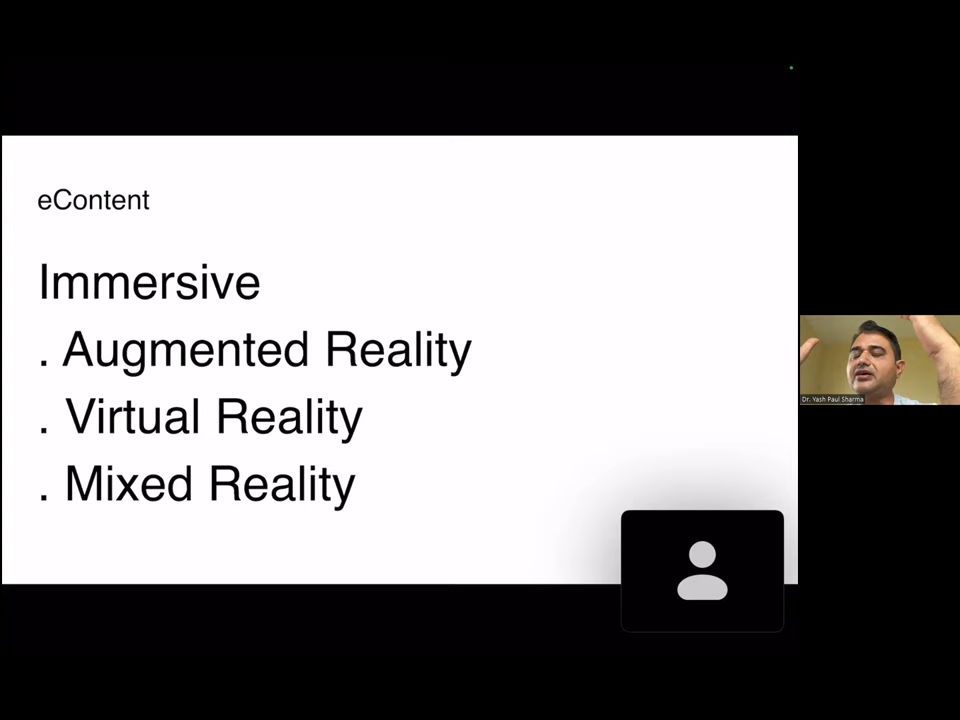 eContent
Immersive
. Augmented Reality
. Virtual Reality
. Mixed Reality
Dr. Yash Paul Sharma